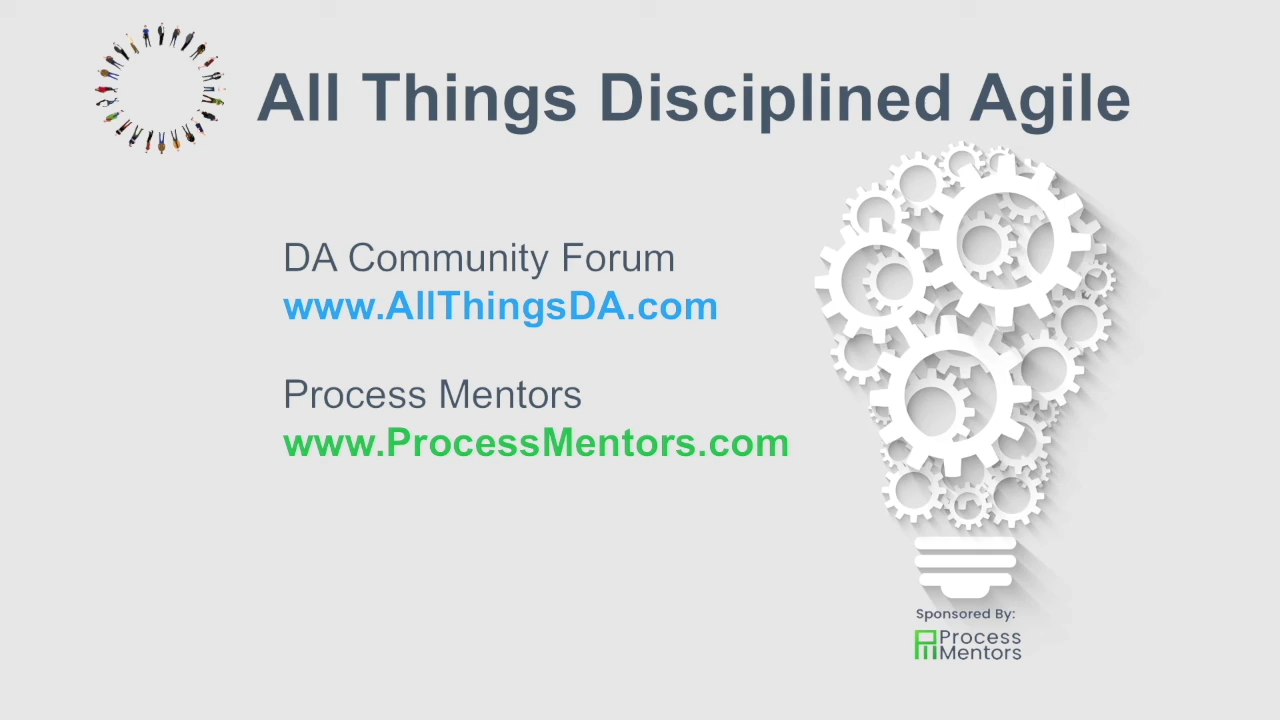 All Things Disciplined Agile
DA Community Forum
www.AllThingsDA.com
Process Mentors
www.ProcessMentors.com
Sponsored By:
Process
Mentors